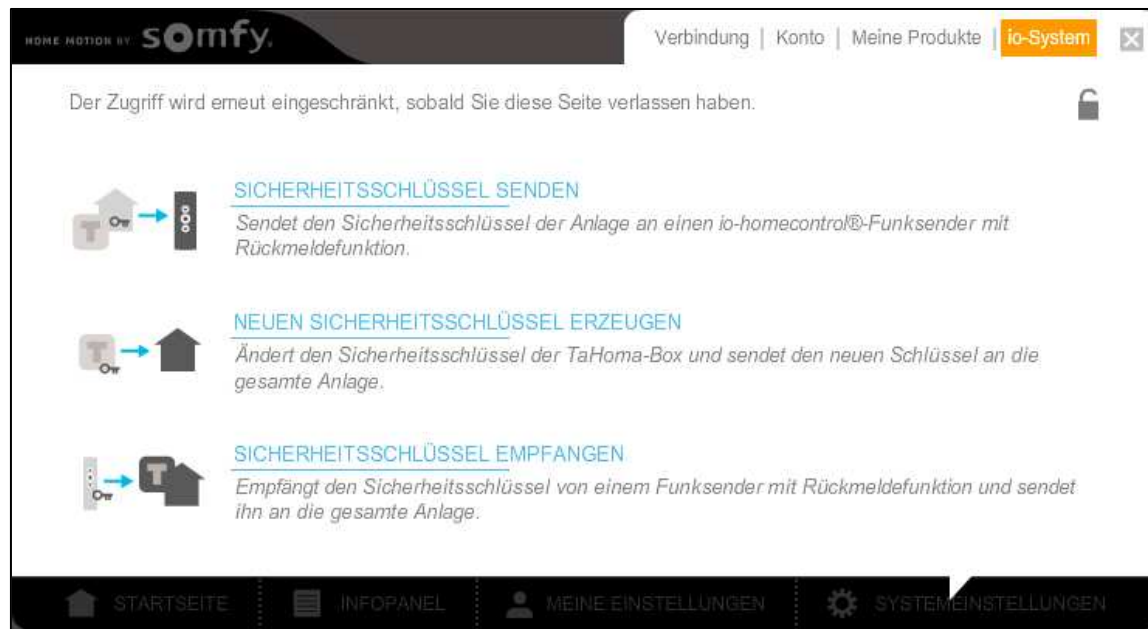 HOME MOTION BY somfy.
Verbindung | Konto | Meine Produkte | io-System
Der Zugriff wird erneut eingeschränkt, sobald Sie diese Seite verlassen haben.
SICHERHEITSSCHLÜSSEL SENDEN
Sendet den Sicherheitsschlüssel der Anlage an einen io-homecontrol®-Funksender mit
Rückmeldefunktion.
NEUEN SICHERHEITSSCHLÜSSEL ERZEUGEN
Ändert den Sicherheitsschlüssel der TaHoma-Box und sendet den neuen Schlüssel an die
gesamte Anlage.
SICHERHEITSSCHLÜSSEL EMPFANGEN
Empfängt den Sicherheitsschlüssel von einem Funksender mit Rückmeldefunktion und sendet
ihn an die gesamte Anlage.
STARTSEITE INFOPANEL MEINE EINSTELLUNGEN SYSTEMEINSTELLUNGEN